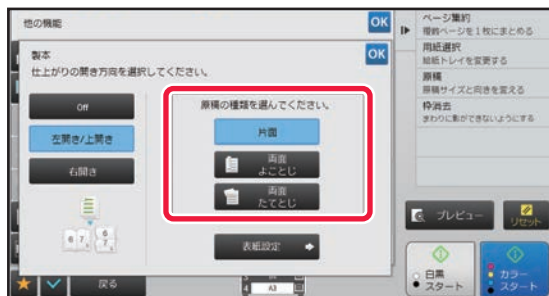 他の機能
OK
製本
OK
仕上がりの開き方向を選択してください。
Off
左開き/上開き
右開き
原稿の種類を選んでください。
片面
両面
よことじ
両面
たてとじ
表紙設定
戻る
ページ集約
複数ページを1枚にまとめる
用紙選択
給紙トレイを変更する
原稿
原稿サイズと向きを変える
枠消去
まわりに影ができないようにする
プレビュー
リセット
白黒
スタート
カラー
スタート
6 7
6
7
4 A3